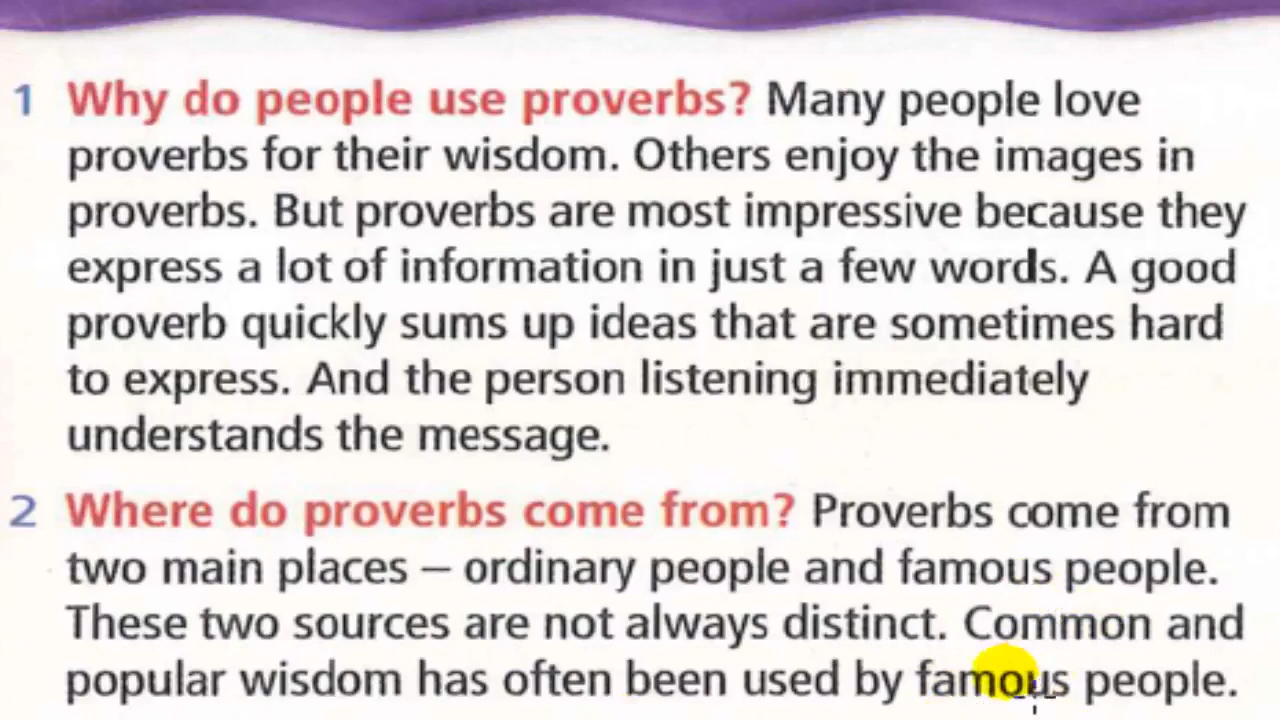 1 Why do people use proverbs? Many people love
proverbs for their wisdom. Others enjoy the images in
proverbs. But proverbs are most impressive because they
express a lot of information in just a few words. A good
proverb quickly sums up ideas that are sometimes hard
to express. And the person listening immediately
understands the message.
2 Where do proverbs come from? Proverbs come from
two main places – ordinary people and famous people.
These two sources are not always distinct. Common and
popular wisdom has often been used by famous people.